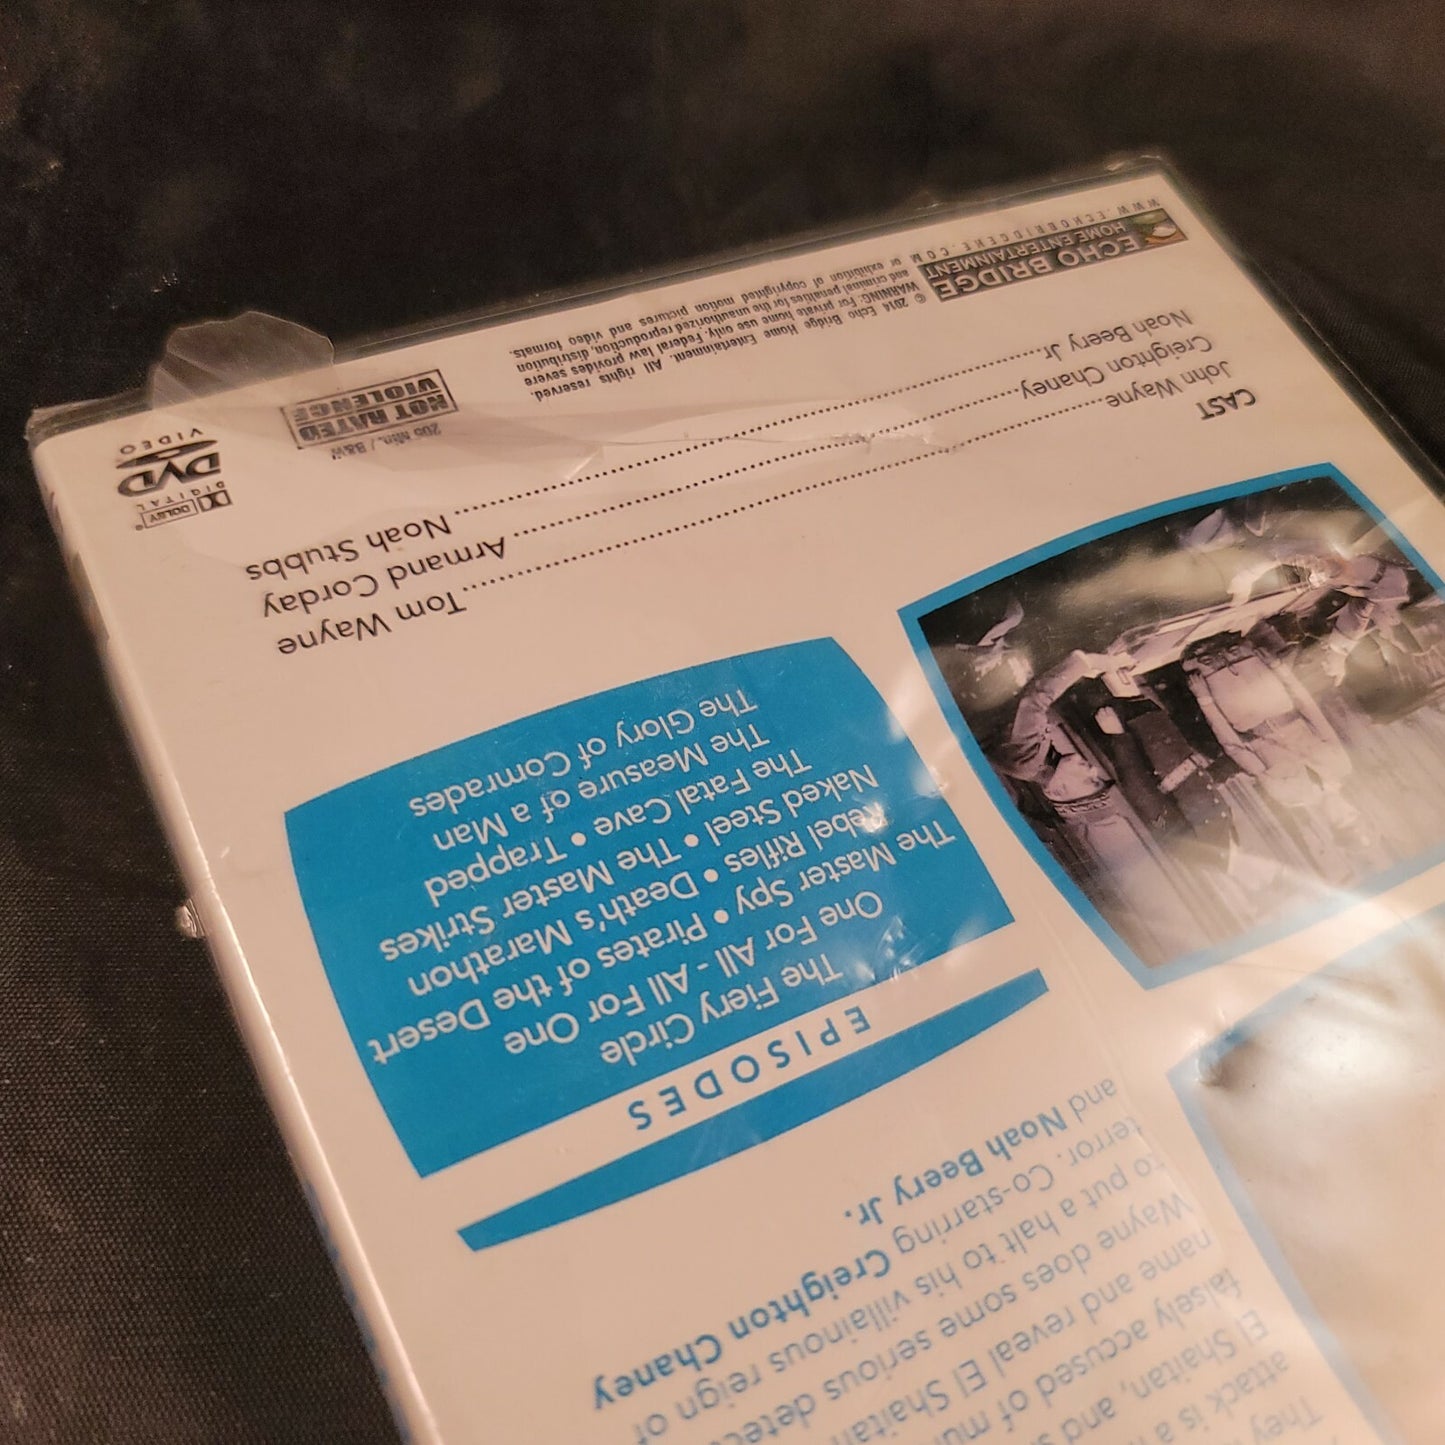 They
attack is a
El Shaitan, and
falsely accused of
name and reveal El Shaitan
Wayne does some serious
to put a halt to his villainous reign of
terror. Co-starring Creighton Chaney
and Noah Beery Jr.
EPISODES
The Fiery Circle
One For All - All For One
The Master Spy • Pirates of the Desert
Rebel Rifles • Death's Marathon
Naked Steel • The Master Strikes
The Fatal Cave • Trapped
The Measure of a Man
The Glory of Comrades
CAST
John Wayne..........Tom Wayne
Creighton Chaney..........Armand Corday
Noah Beery Jr...........Noah Stubbs
ECHO BRIDGE
HOME ENTERTAINMENT
WWW.ECHOBRIDGEHE.COM
© 2014 Echo Bridge Home Entertainment. All rights reserved.
WARNING: For private home use only. Federal law provides severe
and criminal penalties for the unauthorized reproduction, distribution
or exhibition of copyrighted motion pictures and video formats.
206 Min. / B&W
NOT RATED
VIOLENCE
DOLBY
DIGITAL
DVD
VIDEO